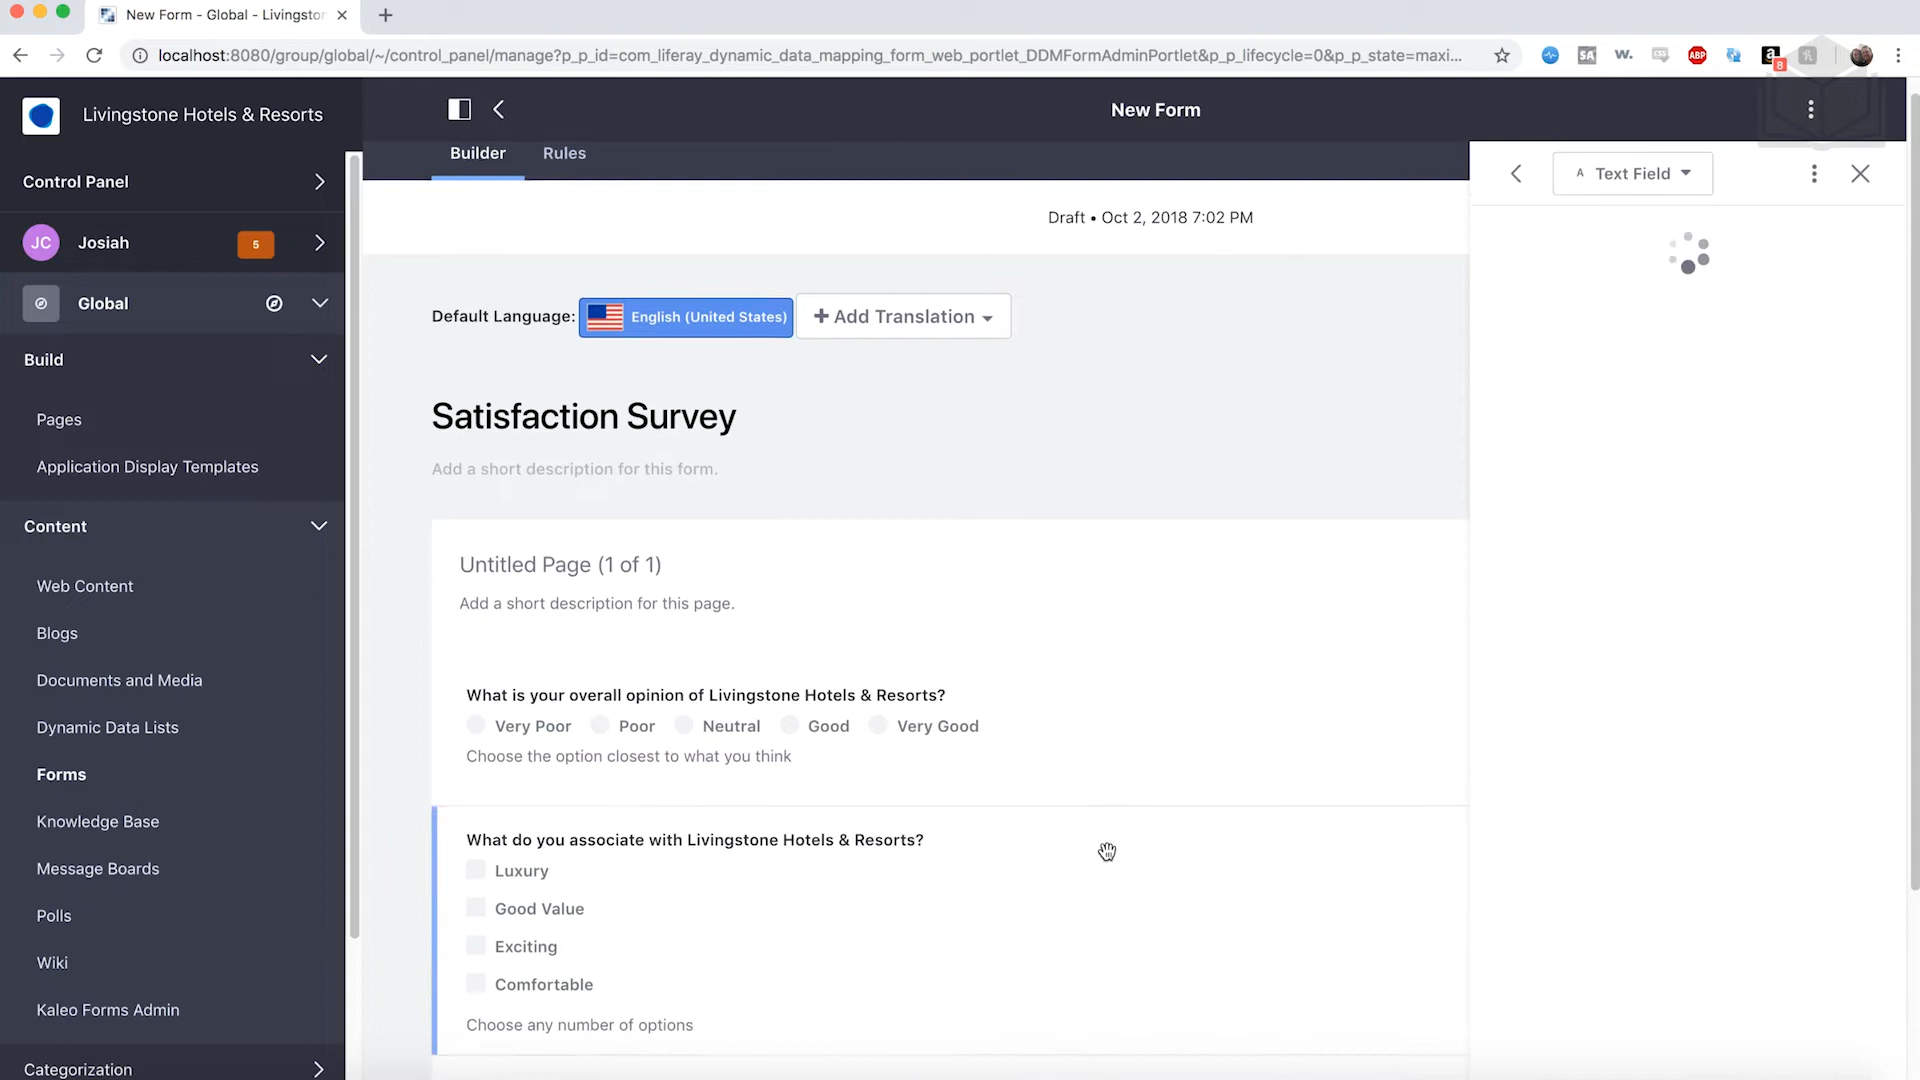 New Form - Global - Livingston
localhost:8080/group/global/~/control_panel/manage?p_p_id=com_liferay_dynamic_data_mapping_form_web_portlet_DDMFormAdminPortlet&p_p_lifecycle=0&p_p_state=maxi...
SA
w.
CSS
ABP
a
8
Livingstone Hotels & Resorts
New Form
Builder
Rules
A Text Field
Control Panel
JC
Josiah
5
Draft • Oct 2, 2018 7:02 PM
Global
Default Language:
English (United States)
+ Add Translation
Build
Pages
Application Display Templates
Satisfaction Survey
Add a short description for this form.
Content
Web Content
Blogs
Documents and Media
Dynamic Data Lists
Forms
Knowledge Base
Message Boards
Polls
Wiki
Kaleo Forms Admin
Categorization
Untitled Page (1 of 1)
Add a short description for this page.
What is your overall opinion of Livingstone Hotels & Resorts?
Very Poor
Poor
Neutral
Good
Very Good
Choose the option closest to what you think
What do you associate with Livingstone Hotels & Resorts?
Luxury
Good Value
Exciting
Comfortable
Choose any number of options